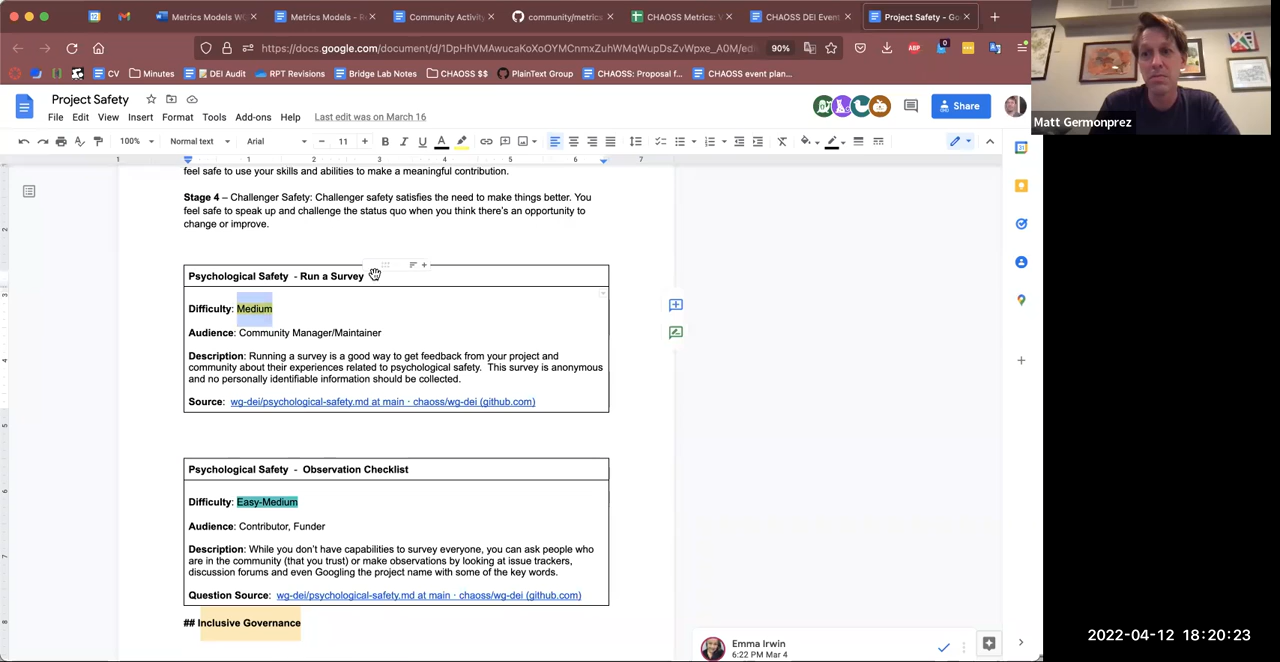 Metrics Models WG
Metrics Models - Re
Community Activity
community/metrics
CHAOSS Metrics: V
CHAOSS DEI Event
Project Safety - Go
https://docs.google.com/document/d/1DpHhVMAwucaKoXoOYMCnmxZuhWMqWupDsZvWpxe_A0M/edi
90%
ABP
0
CV
Minutes
DEI Audit
RPT Revisions
Bridge Lab Notes
CHAOSS $$
PlainText Group
CHAOSS: Proposal f...
CHAOSS event plan...
Project Safety
File Edit View Insert Format Tools Add-ons Help Last edit was on March 16
Share
Matt Germonprez
100% Normal text Arial 11
1 1 2 3 4 5 6 7
feel safe to use your skills and abilities to make a meaningful contribution.
Stage 4 – Challenger Safety: Challenger safety satisfies the need to make things better. You
feel safe to speak up and challenge the status quo when you think there's an opportunity to
change or improve.
Psychological Safety - Run a Survey
Difficulty: Medium
Audience: Community Manager/Maintainer
Description: Running a survey is a good way to get feedback from your project and
community about their experiences related to psychological safety. This survey is anonymous
and no personally identifiable information should be collected.
Source: wg-dei/psychological-safety.md at main · chaoss/wg-dei (github.com)
Psychological Safety - Observation Checklist
Difficulty: Easy-Medium
Audience: Contributor, Funder
Description: While you don't have capabilities to survey everyone, you can ask people who
are in the community (that you trust) or make observations by looking at issue trackers,
discussion forums and even Googling the project name with some of the key words.
Question Source: wg-dei/psychological-safety.md at main · chaoss/wg-dei (github.com)
## Inclusive Governance
Emma Irwin
6:22 PM Mar 4
2022-04-12 18:20:23